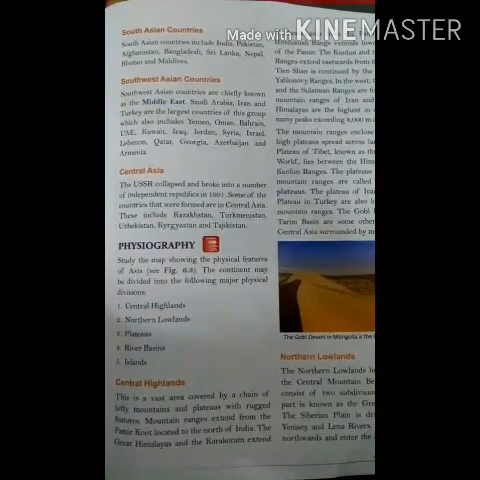 Made with KINEMASTER
South Asian Countries
South Asian countries include India, Pakistan,
Afghanistan, Bangladesh, Sri Lanka, Nepal,
Bhutan and Maldives.
Southwest Asian Countries
Southwest Asian countries are chiefly known
as the Middle East. Saudi Arabia, Iran and
Turkey are the largest countries of this group
which also includes Yemen, Oman, Bahrain,
UAE, Kuwait, Iraq, Jordan, Syria, Israel,
Lebanon, Qatar, Georgia, Azerbaijan and
Armenia.
Central Asia
The USSR collapsed and broke into a number
of independent republics in 1991. Some of the
countries that were formed are in Central Asia.
These include Kazakhstan, Turkmenistan,
Uzbekistan, Kyrgyzstan and Tajikistan.
PHYSIOGRAPHY
Study the map showing the physical features
of Asia (see Fig. 6.3). The continent may
be divided into the following major physical
divisions:
1. Central Highlands
2. Northern Lowlands
3. Plateaus
4. River Basins
5. Islands
Central Highlands
This is a vast area covered by a chain of
lofty mountains and plateaus with rugged
features. Mountain ranges extend from the
Pamir Knot located to the north of India. The
Great Himalayas and the Karakoram extend
Range extend
of the Pamir. The Kunlun and
Ranges extend eastwards from
Tien Shan is continued by the
Yablonovy Ranges. In the west,
and the Sulaiman Ranges are
mountain ranges of Iran and
Himalayas are the highest in
many peaks exceeding 8,000 m
The mountain ranges enclose
high plateaus spread across
Plateau of Tibet, known as the
World', lies between the
Kunlun Ranges. The plateaus
mountain ranges are called
plateaus. The plateau of
Plateau in Turkey are also
mountain ranges. The Gobi
Tarim Basin are some other
Central Asia surrounded by
The Gobi Desert in Mongolia is the
Northern Lowlands
The Northern Lowlands
the Central Mountain
consist of two
part is known as the
The Siberian Plain is
Yenisey and Lena Rivers.
northwards and enter the